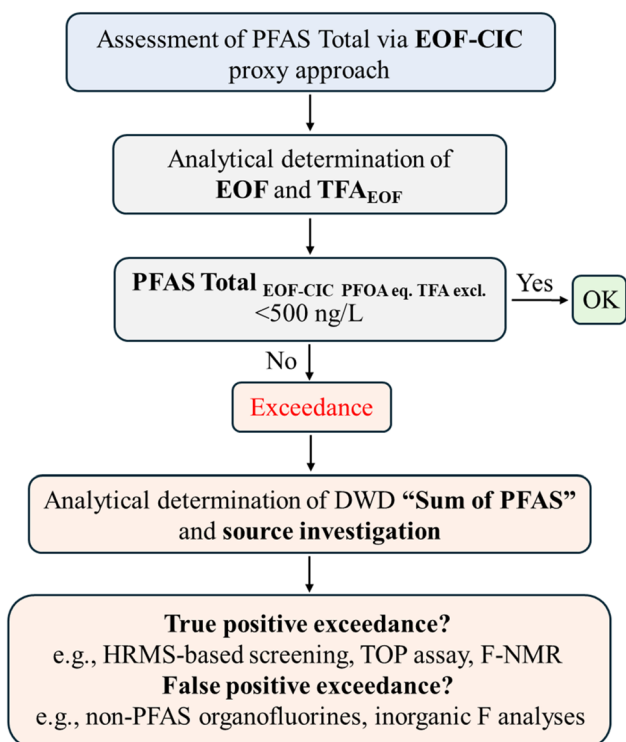 Assessment of PFAS Total via EOF-CIC
proxy approach
Analytical determination of
EOF and TFA_EOF
PFAS Total EOF-CIC PFOA eq. TFA excl.
<500 ng/L
Yes
OK
No
Exceedance
Analytical determination of DWD “Sum of PFAS”
and source investigation
True positive exceedance?
e.g., HRMS-based screening, TOP assay, F-NMR
False positive exceedance?
e.g., non-PFAS organofluorines, inorganic F analyses